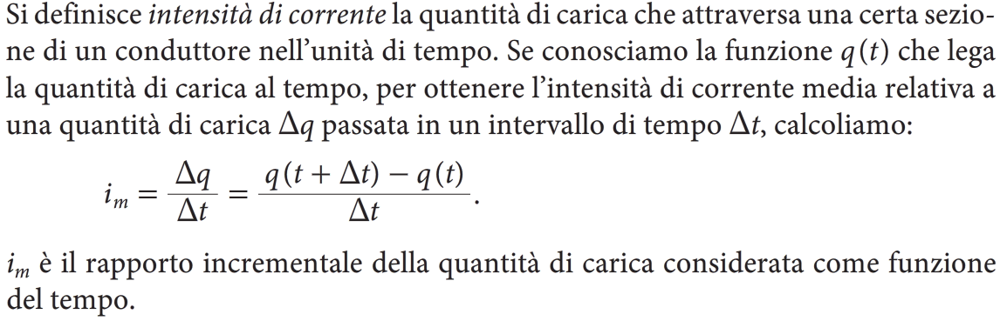 Si definisce intensità di corrente la quantità di carica che attraversa una certa sezio-
ne di un conduttore nell'unità di tempo. Se conosciamo la funzione q(t) che lega
la quantità di carica al tempo, per ottenere l'intensità di corrente media relativa a
una quantità di carica Δq passata in un intervallo di tempo Δt, calcoliamo:
i_m = Δq/Δt = (q(t + Δt) − q(t))/Δt.
i_m è il rapporto incrementale della quantità di carica considerata come funzione
del tempo.